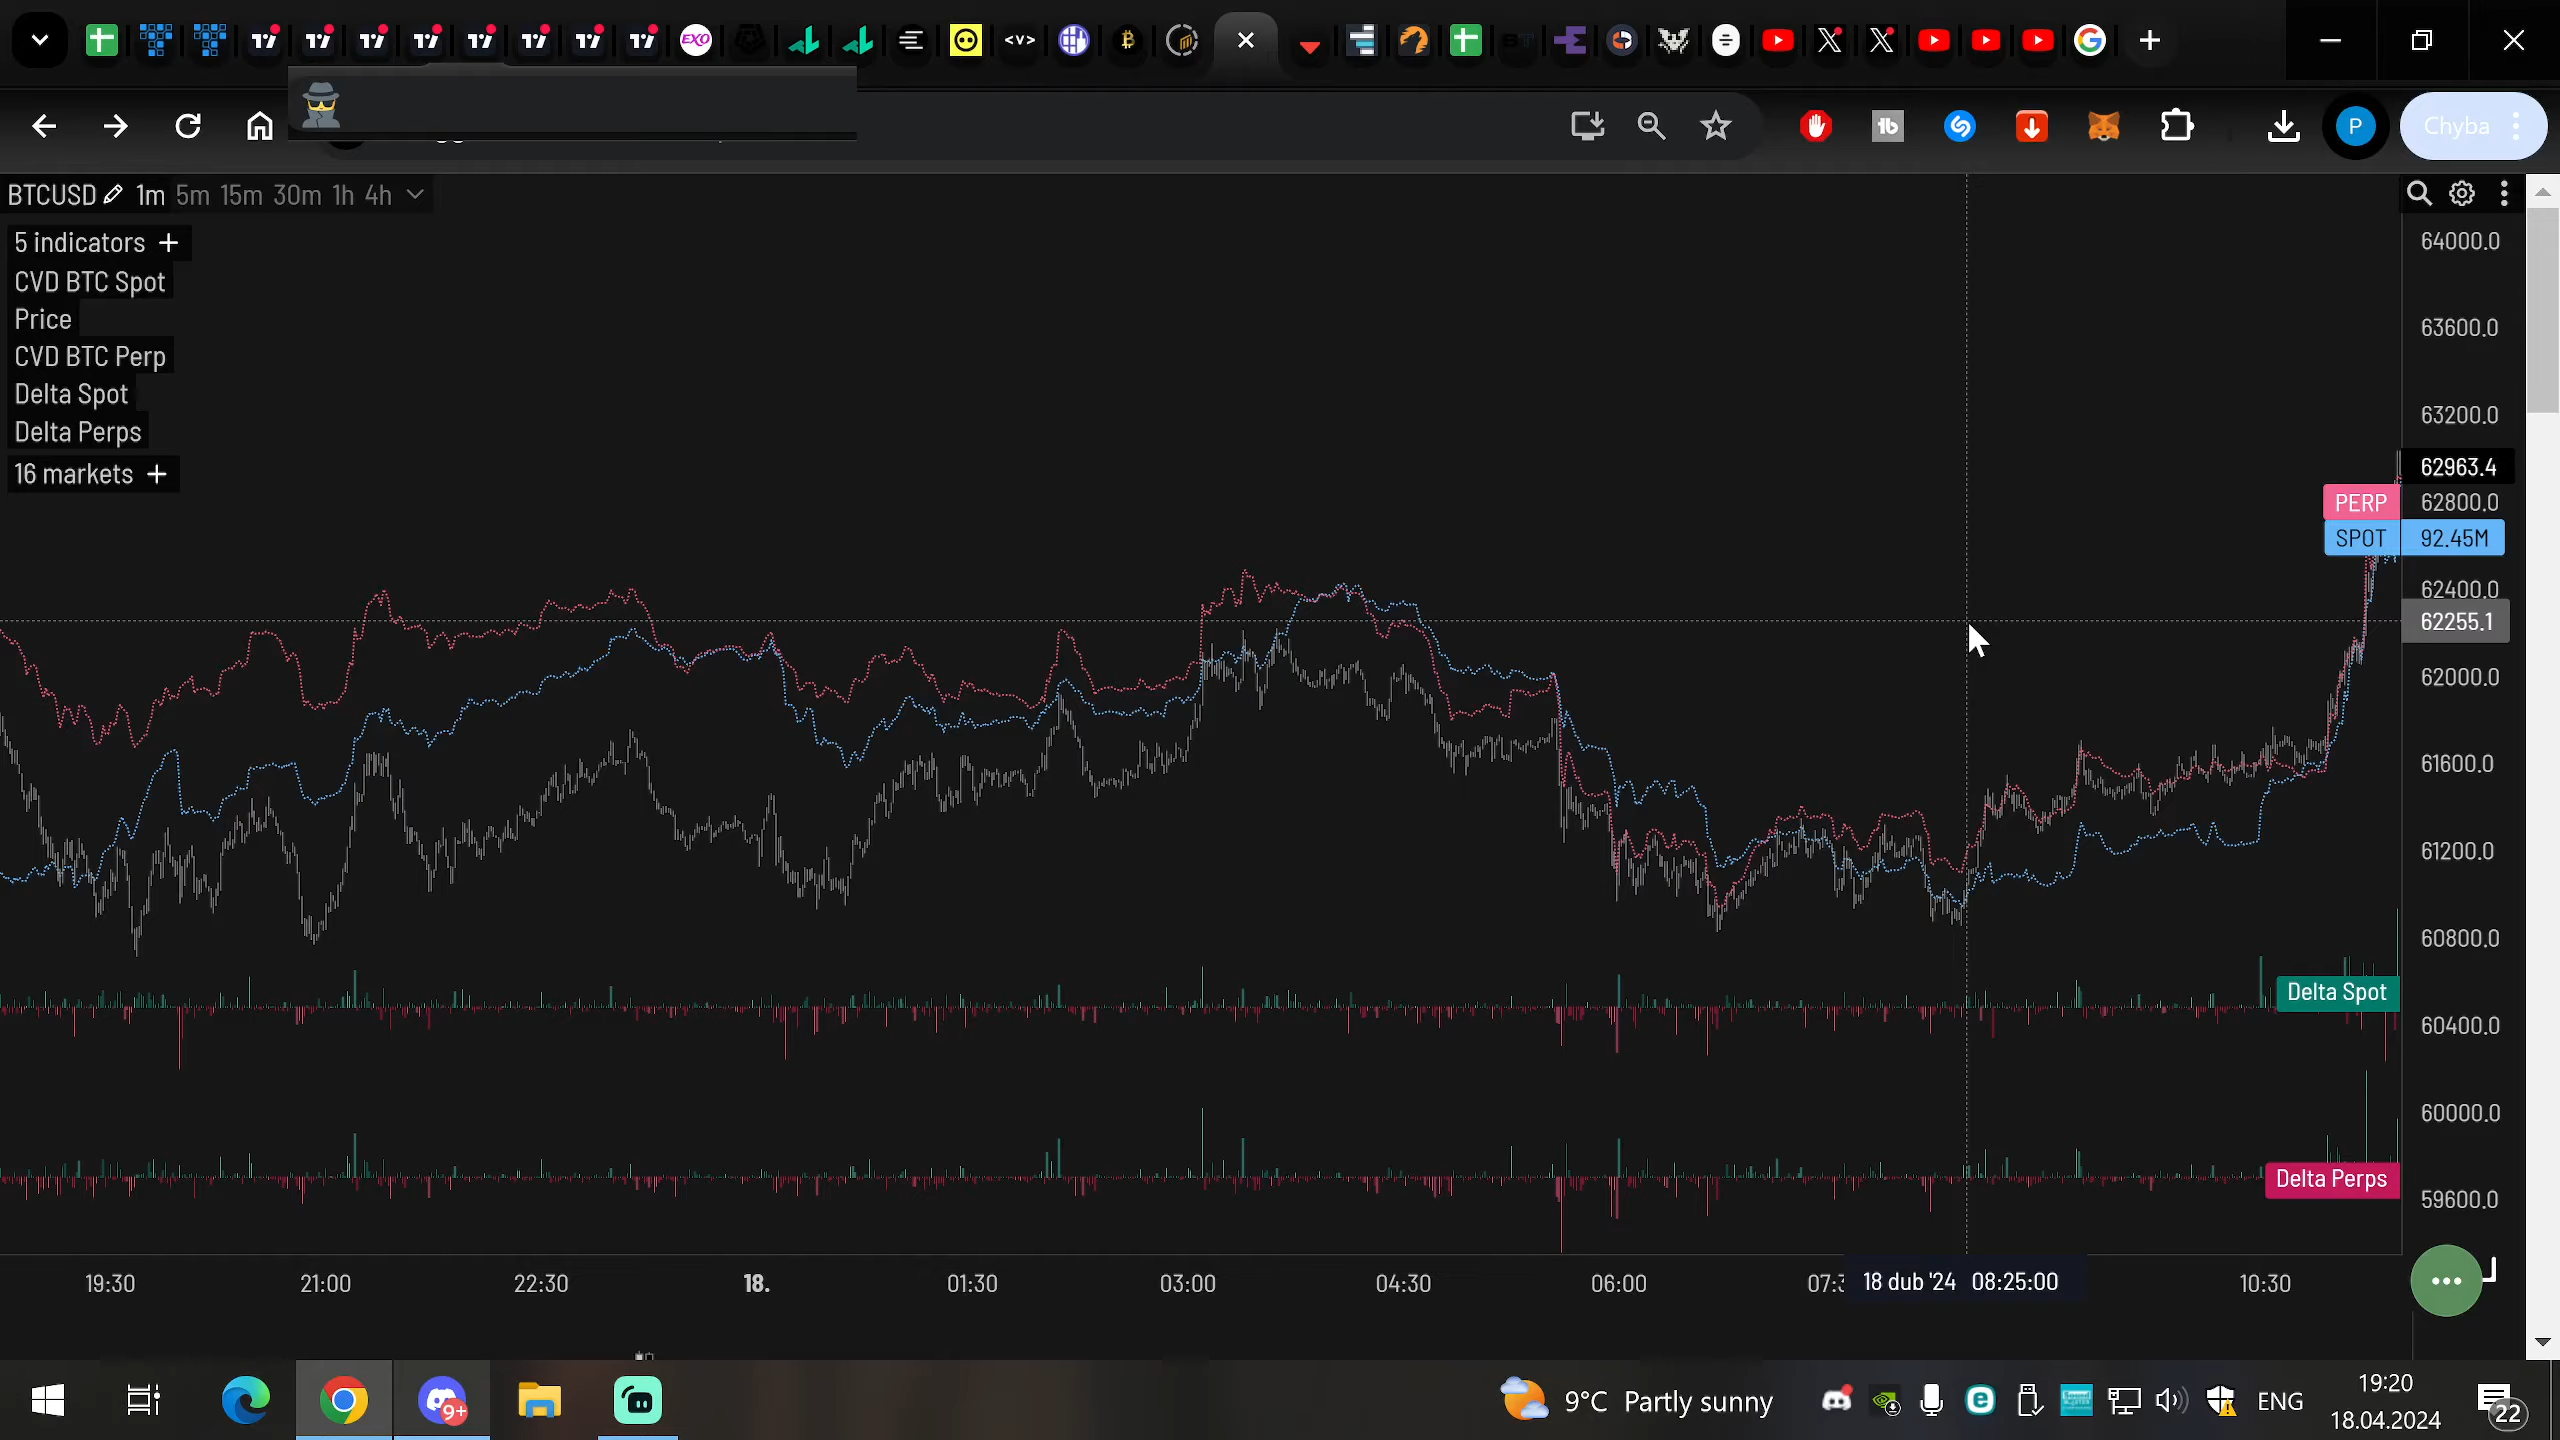 EXO
<v>
Chyba
P
BTCUSD 1m 5m 15m 30m 1h 4h
5 indicators +
CVD BTC Spot
Price
CVD BTC Perp
Delta Spot
Delta Perps
16 markets +
64000.0
63600.0
63200.0
62963.4
PERP 62800.0
SPOT 92.45M
62400.0
62255.1
62000.0
61600.0
61200.0
60800.0
Delta Spot
60400.0
60000.0
Delta Perps
59600.0
19:30 21:00 22:30 18. 01:30 03:00 04:30 06:00 18 dub '24 08:25:00 10:30
9+
9°C Partly sunny
ENG
19:20
18.04.2024
22